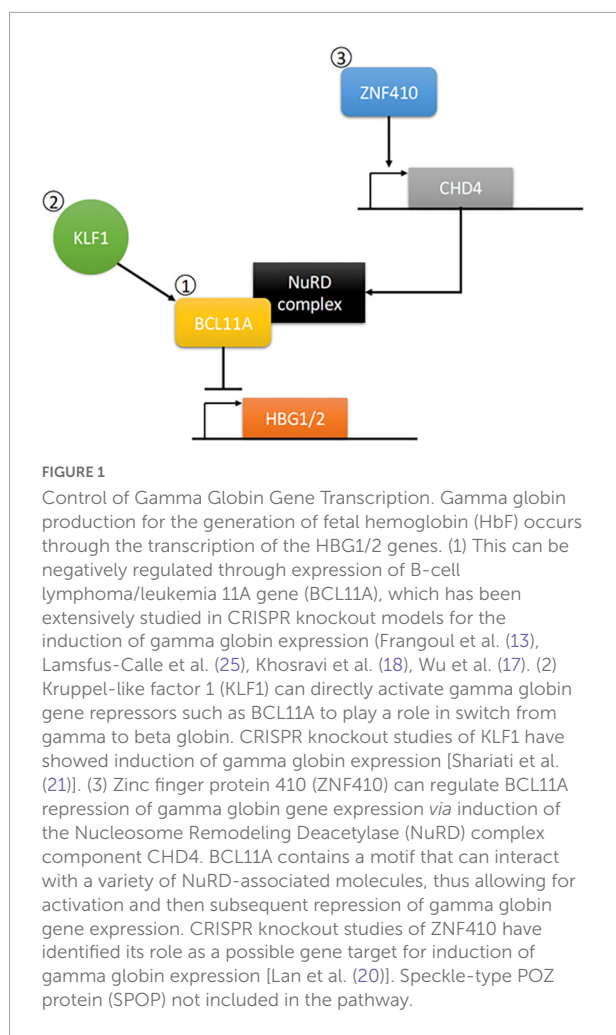 ③
ZNF410
CHD4
②
KLF1
①
NuRD
complex
BCL11A
HBG1/2
FIGURE 1
Control of Gamma Globin Gene Transcription. Gamma globin
production for the generation of fetal hemoglobin (HbF) occurs
through the transcription of the HBG1/2 genes. (1) This can be
negatively regulated through expression of B-cell
lymphoma/leukemia 11A gene (BCL11A), which has been
extensively studied in CRISPR knockout models for the
induction of gamma globin expression (Frangoul et al. (13),
Lamsfus-Calle et al. (25), Khosravi et al. (18), Wu et al. (17). (2)
Kruppel-like factor 1 (KLF1) can directly activate gamma globin
gene repressors such as BCL11A to play a role in switch from
gamma to beta globin. CRISPR knockout studies of KLF1 have
showed induction of gamma globin expression [Shariati et al.
(21)]. (3) Zinc finger protein 410 (ZNF410) can regulate BCL11A
repression of gamma globin gene expression via induction of
the Nucleosome Remodeling Deacetylase (NuRD) complex
component CHD4. BCL11A contains a motif that can interact
with a variety of NuRD-associated molecules, thus allowing for
activation and then subsequent repression of gamma globin
gene expression. CRISPR knockout studies of ZNF410 have
identified its role as a possible gene target for induction of
gamma globin expression [Lan et al. (20)]. Speckle-type POZ
protein (SPOP) not included in the pathway.